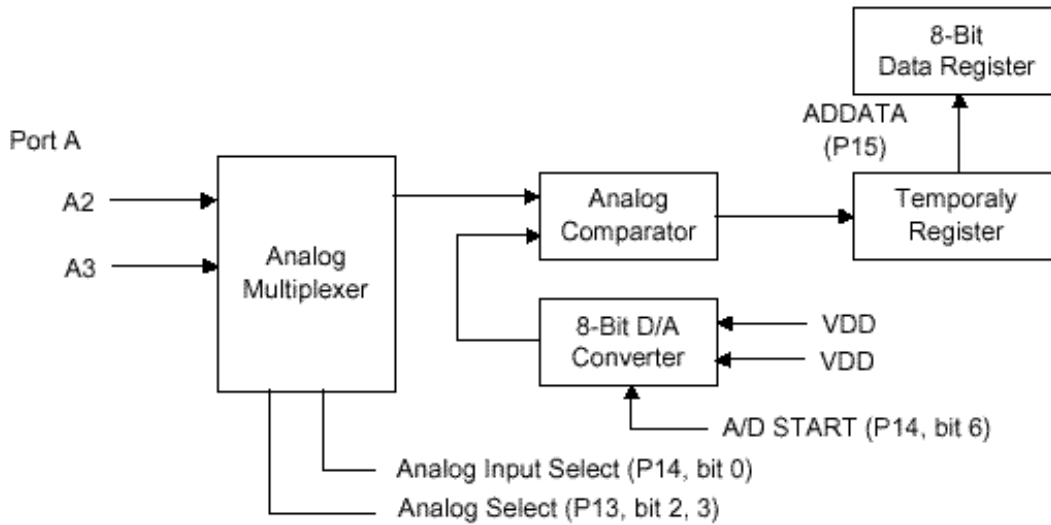 8-Bit
Data Register
ADDATA
(P15)
Port A
A2
A3
Analog
Multiplexer
Analog
Comparator
Temporaly
Register
8-Bit D/A
Converter
VDD
VDD
A/D START (P14, bit 6)
Analog Input Select (P14, bit 0)
Analog Select (P13, bit 2, 3)